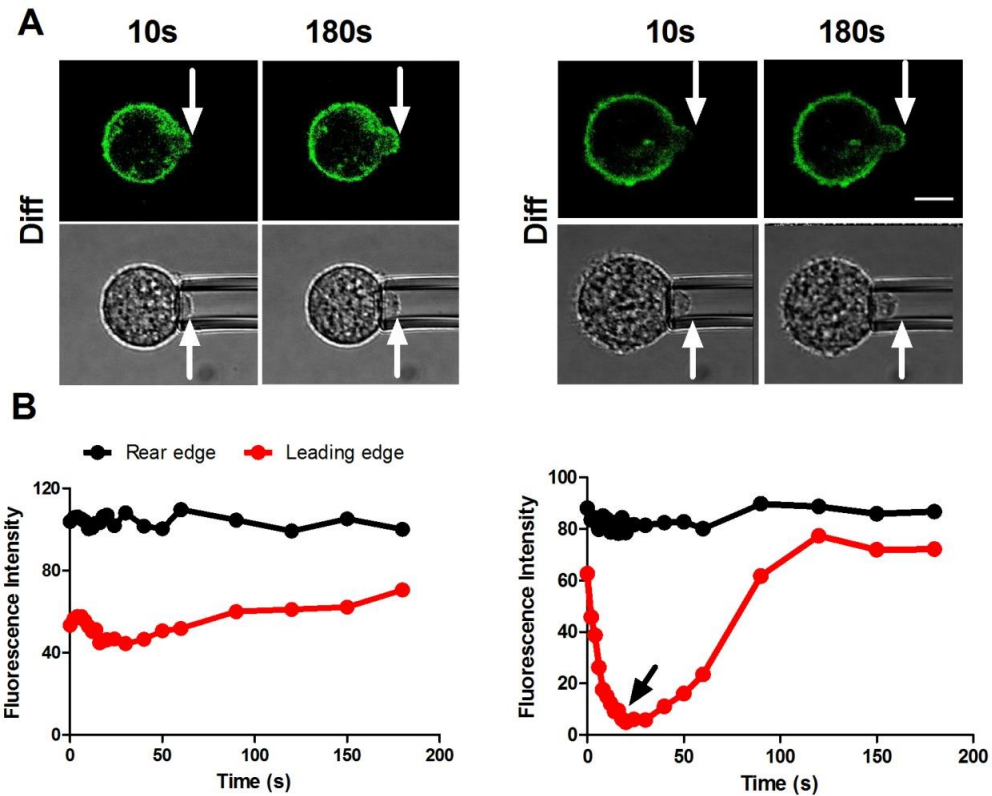 A
10s 180s 10s 180s
Diff Diff
B
Rear edge Leading edge
Fluorescence Intensity
120
80
40
0
0 50 100 150 200
Time (s)
Fluorescence Intensity
100
80
60
40
20
0
0 50 100 150 200
Time (s)